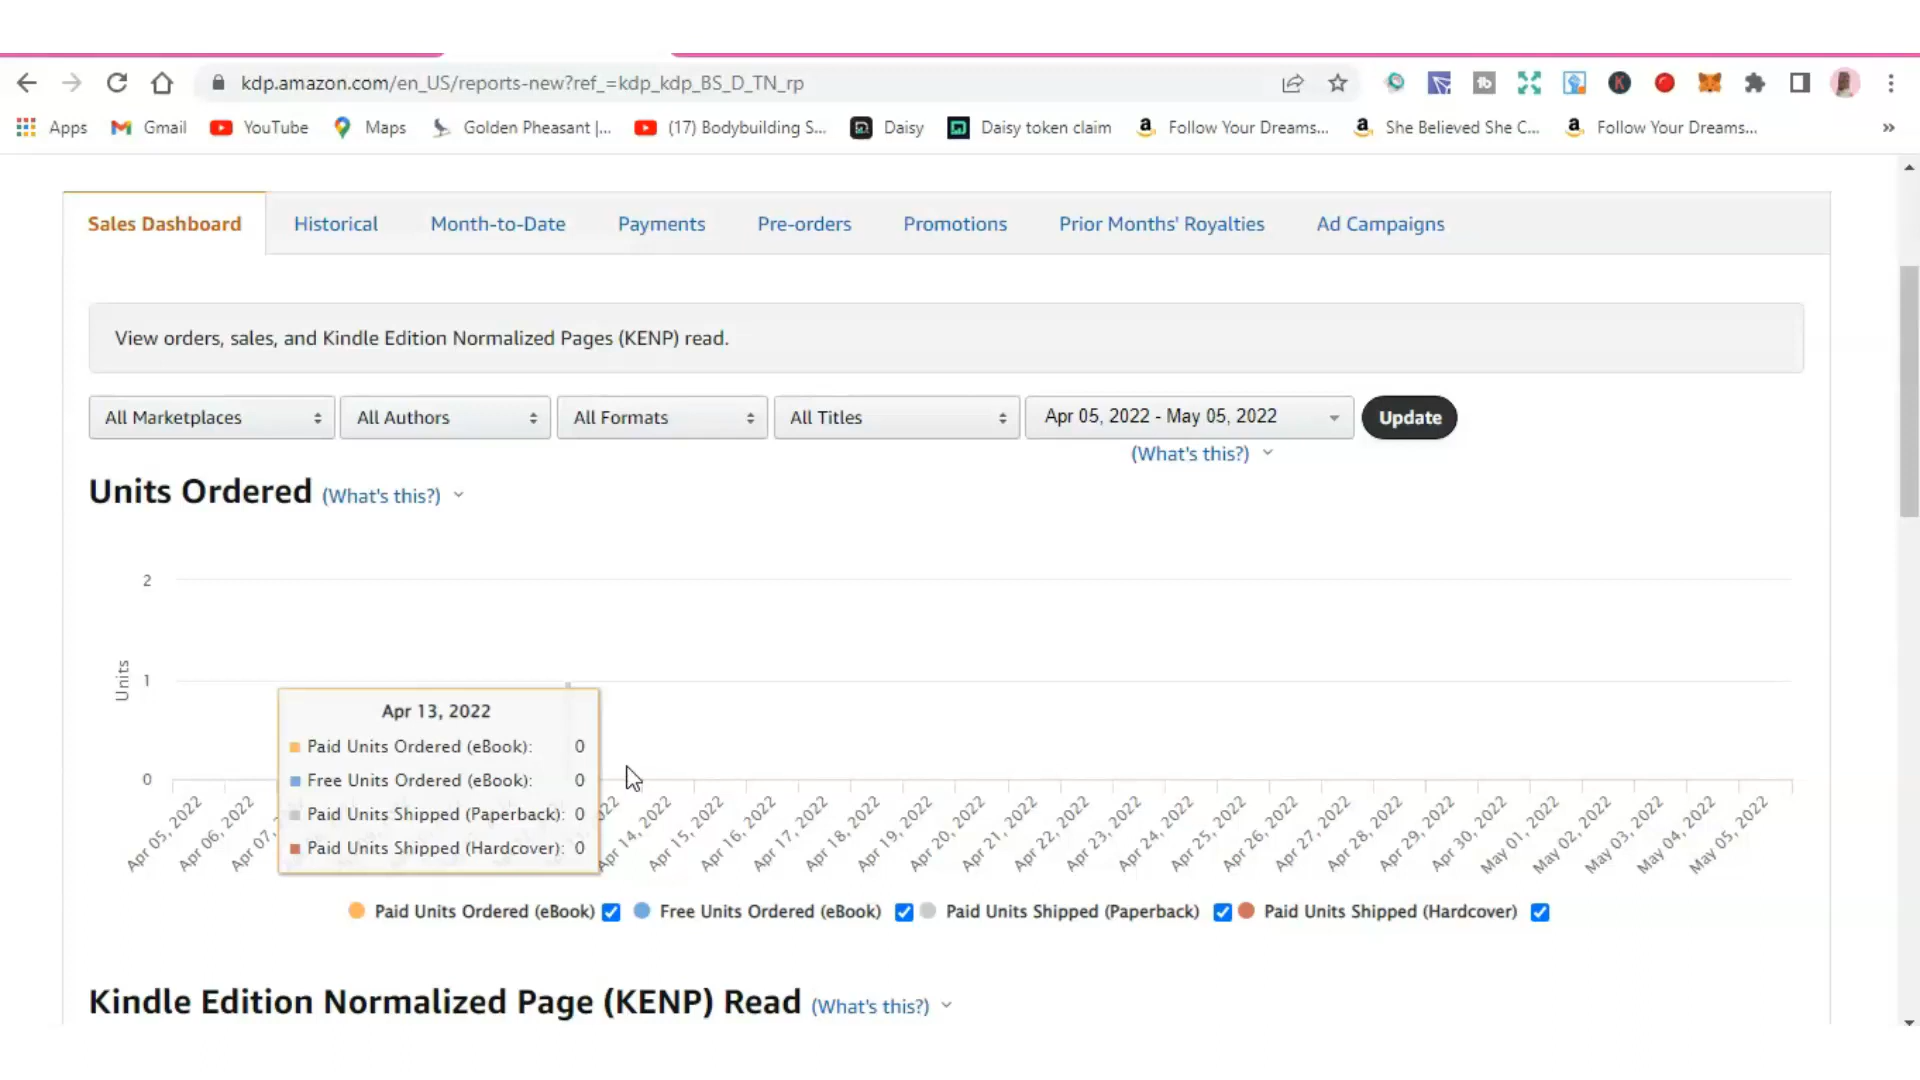 kdp.amazon.com/en_US/reports-new?ref_=kdp_kdp_BS_D_TN_rp
Apps Gmail YouTube Maps Golden Pheasant |... (17) Bodybuilding S... Daisy Daisy token claim Follow Your Dreams... She Believed She C... Follow Your Dreams... »
Sales Dashboard Historical Month-to-Date Payments Pre-orders Promotions Prior Months' Royalties Ad Campaigns
View orders, sales, and Kindle Edition Normalized Pages (KENP) read.
All Marketplaces All Authors All Formats All Titles Apr 05, 2022 - May 05, 2022 Update
(What's this?)
Units Ordered (What's this?)
2
Units
1
0
Apr 13, 2022
Paid Units Ordered (eBook): 0
Free Units Ordered (eBook): 0
Paid Units Shipped (Paperback): 0
Paid Units Shipped (Hardcover): 0
Apr 05, 2022 Apr 06, 2022 Apr 07, Apr 14, 2022 Apr 15, 2022 Apr 16, 2022 Apr 17, 2022 Apr 18, 2022 Apr 19, 2022 Apr 20, 2022 Apr 21, 2022 Apr 22, 2022 Apr 23, 2022 Apr 24, 2022 Apr 25, 2022 Apr 26, 2022 Apr 27, 2022 Apr 28, 2022 Apr 29, 2022 Apr 30, 2022 May 01, 2022 May 02, 2022 May 03, 2022 May 04, 2022 May 05, 2022
Paid Units Ordered (eBook) Free Units Ordered (eBook) Paid Units Shipped (Paperback) Paid Units Shipped (Hardcover)
Kindle Edition Normalized Page (KENP) Read (What's this?)